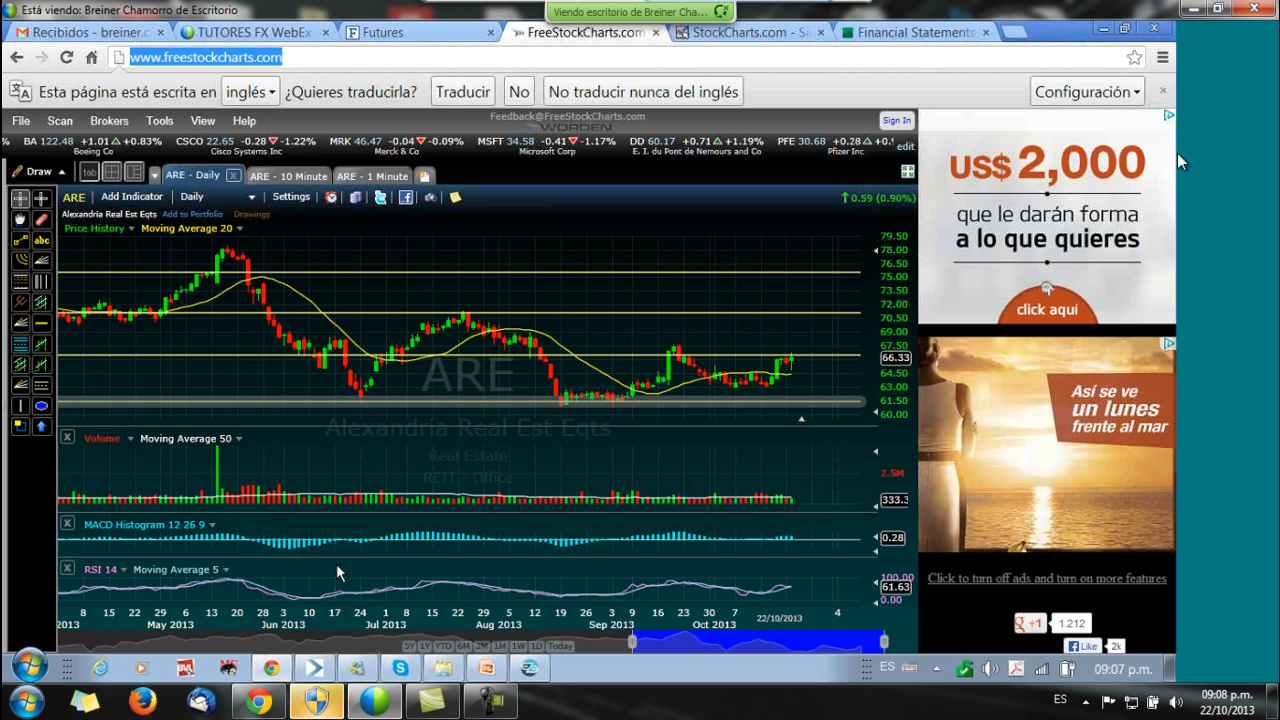 Está viendo: Breiner Chamorro de Escritorio
Viendo escritorio de Breiner Cha...
Recibidos - breiner.c
TUTORES FX WebEx
Futures
FreeStockCharts.com
StockCharts.com - Si
Financial Statements
www.freestockcharts.com
Esta página está escrita en inglés ¿Quieres traducirla? Traducir No No traducir nunca del inglés Configuración
File Scan Brokers Tools View Help
Feedback@FreeStockCharts.com
WORDEN
Sign In
BA 122.48 +1.01 +0.83% CSCO 22.65 -0.28 -1.22% MRK 46.47 -0.04 -0.09% MSFT 34.58 -0.41 -1.17% DD 60.17 +0.71 +1.19% PFE 30.68 +0.28
Boeing Co Cisco Systems Inc Merck & Co Microsoft Corp E. I. du Pont de Nemours and Co Pfizer Inc
edit
Draw tab ARE - Daily ARE - 10 Minute ARE - 1 Minute
ARE Add Indicator Daily Settings 0.59 (0.90%)
Alexandria Real Est Eqts Add to Portfolio Drawings
Price History Moving Average 20
abc
79.50
78.00
76.50
75.00
73.50
72.00
70.50
69.00
67.50
66.33
64.50
63.00
61.50
60.00
ARE
Alexandria Real Est Eqts
Real Estate
REIT - Office
Volume Moving Average 50
2.5M
333.3
MACD Histogram 12 26 9
0.28
RSI 14 Moving Average 5
100.00
61.63
0.00
8 15 22 29 6 13 20 28 3 10 17 24 8 15 22 29 5 12 19 26 3 9 16 23 30 7 4
2013 May 2013 Jun 2013 Jul 2013 Aug 2013 Sep 2013 Oct 2013 22/10/2013
5Y 1Y YTD 6M 3M 1M 1W 1D Today
US$ 2,000
que le darán forma
a lo que quieres
click aquí
Así se ve
un lunes
frente al mar
Click to turn off ads and turn on more features
+1 1.212
Like 2k
ES 09:07 p.m.
ES 09:08 p.m.
22/10/2013